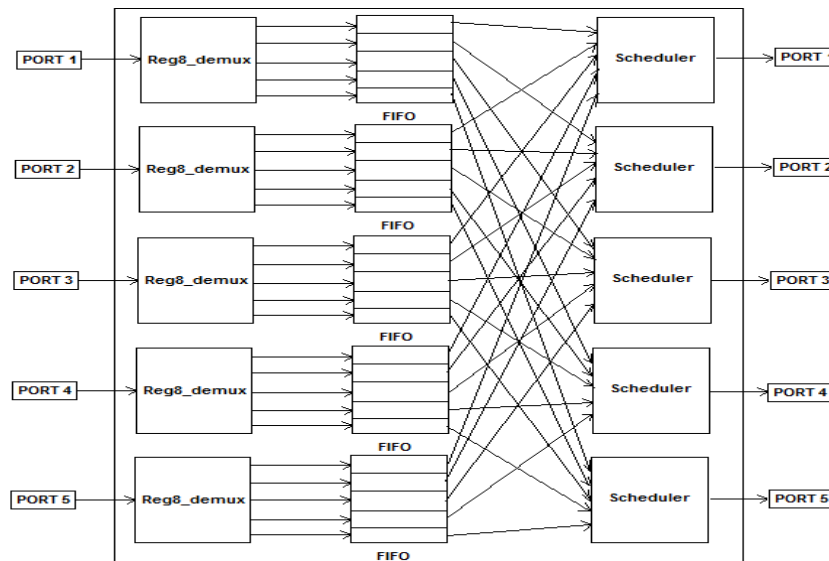 PORT 1
Reg8_demux
FIFO
Scheduler
PORT 1
PORT 2
Reg8_demux
FIFO
Scheduler
PORT 2
PORT 3
Reg8_demux
FIFO
Scheduler
PORT 3
PORT 4
Reg8_demux
FIFO
Scheduler
PORT 4
PORT 5
Reg8_demux
FIFO
Scheduler
PORT 5